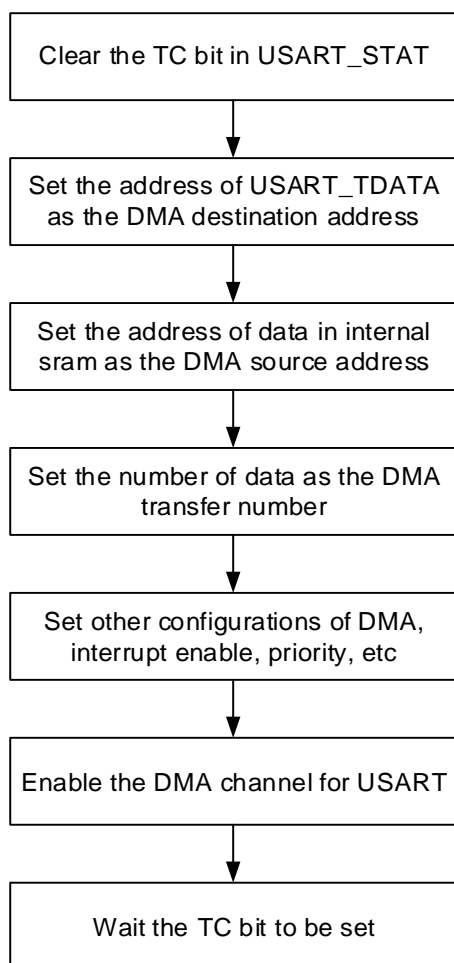 Clear the TC bit in USART_STAT
Set the address of USART_TDATA
as the DMA destination address
Set the address of data in internal
sram as the DMA source address
Set the number of data as the DMA
transfer number
Set other configurations of DMA,
interrupt enable, priority, etc
Enable the DMA channel for USART
Wait the TC bit to be set